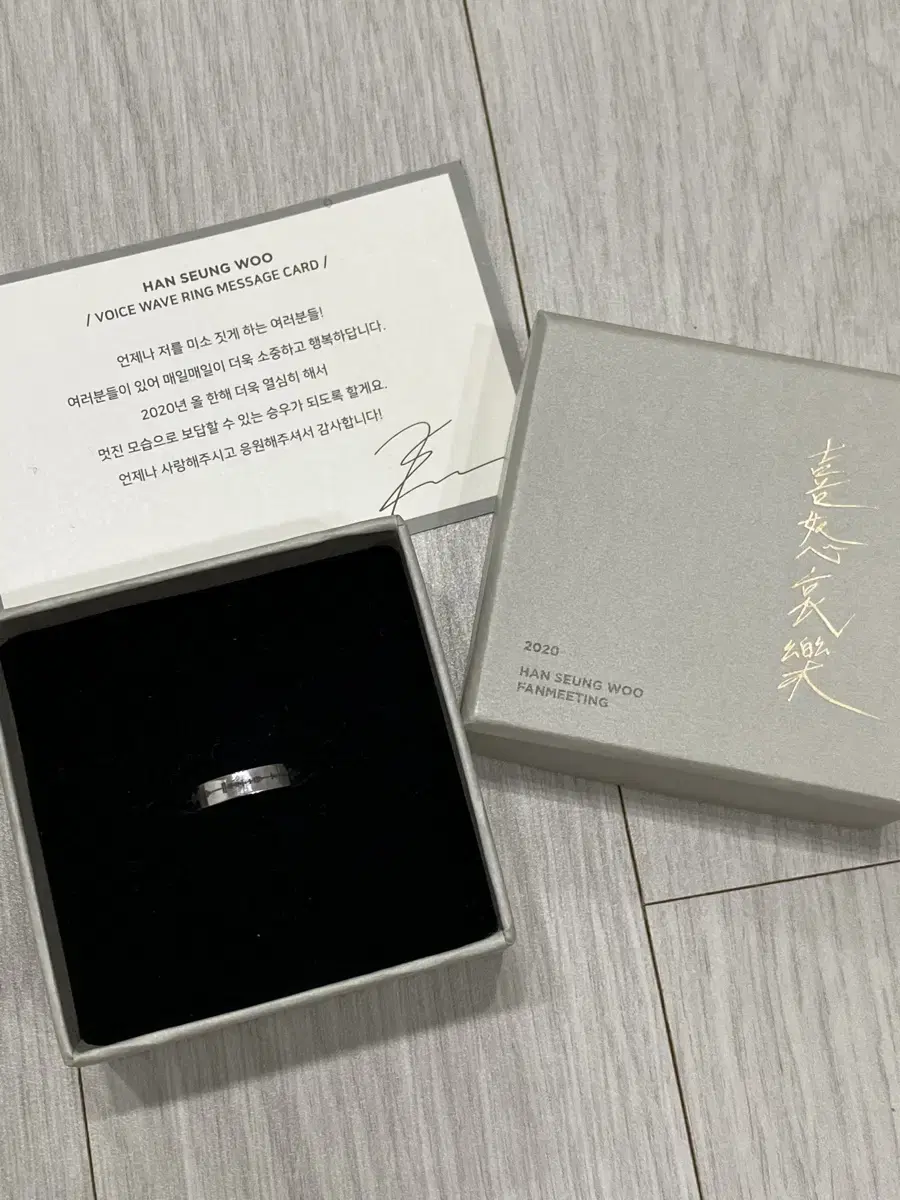 HAN SEUNG WOO
/ VOICE WAVE RING MESSAGE CARD /
언제나 저를 미소 짓게 하는 여러분들!
여러분들이 있어 매일매일이 더욱 소중하고 행복하답니다.
2020년 올 한해 더욱 열심히 해서
멋진 모습으로 보답할 수 있는 승우가 되도록 할게요.
언제나 사랑해주시고 응원해주셔서 감사합니다!
喜怒哀樂
2020
HAN SEUNG WOO
FANMEETING